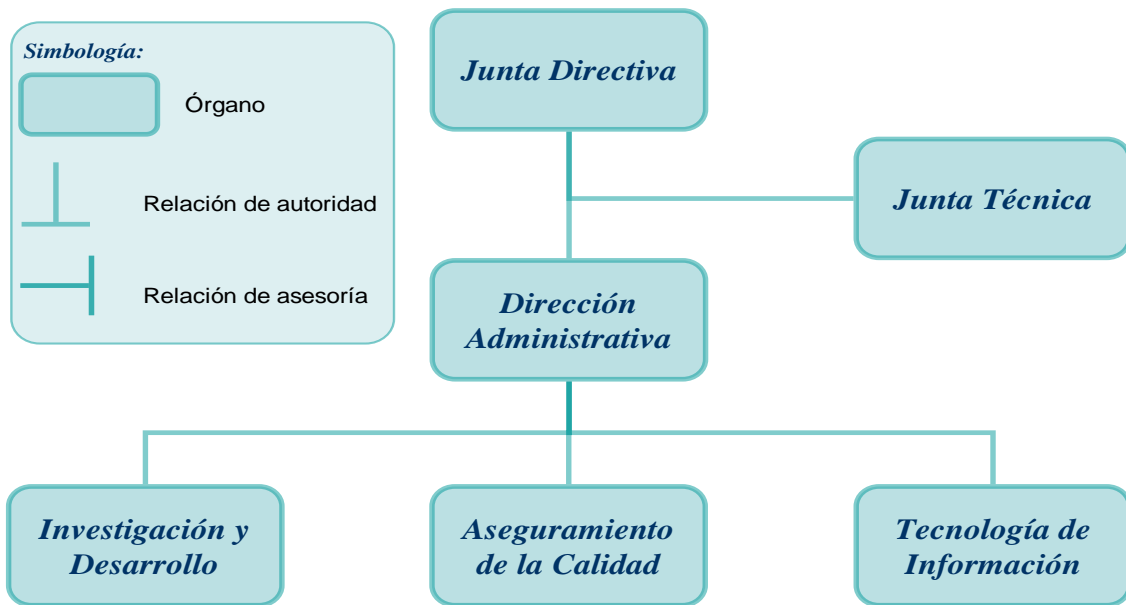 Simbología:
Órgano
Relación de autoridad
Relación de asesoría
Junta Directiva
Junta Técnica
Dirección
Administrativa
Investigación y
Desarrollo
Aseguramiento
de la Calidad
Tecnología de
Información